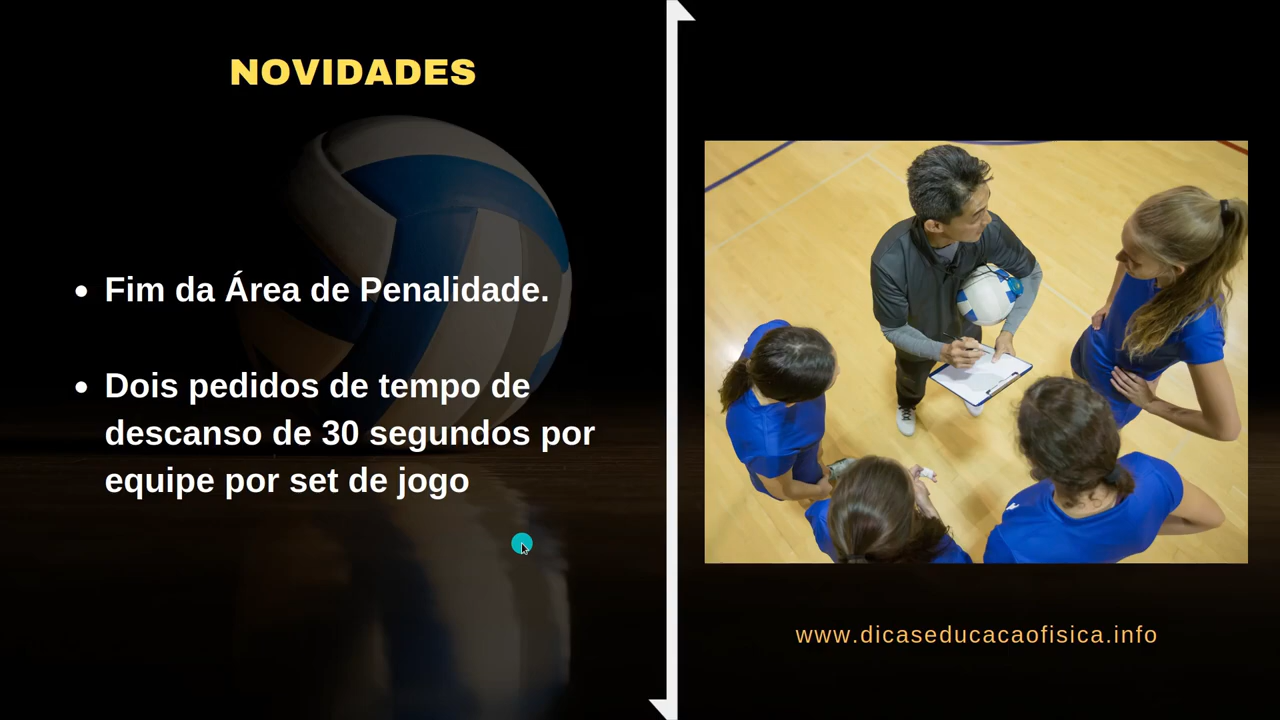 NOVIDADES
• Fim da Área de Penalidade.
• Dois pedidos de tempo de
descanso de 30 segundos por
equipe por set de jogo
www.dicaseducacaofisica.info